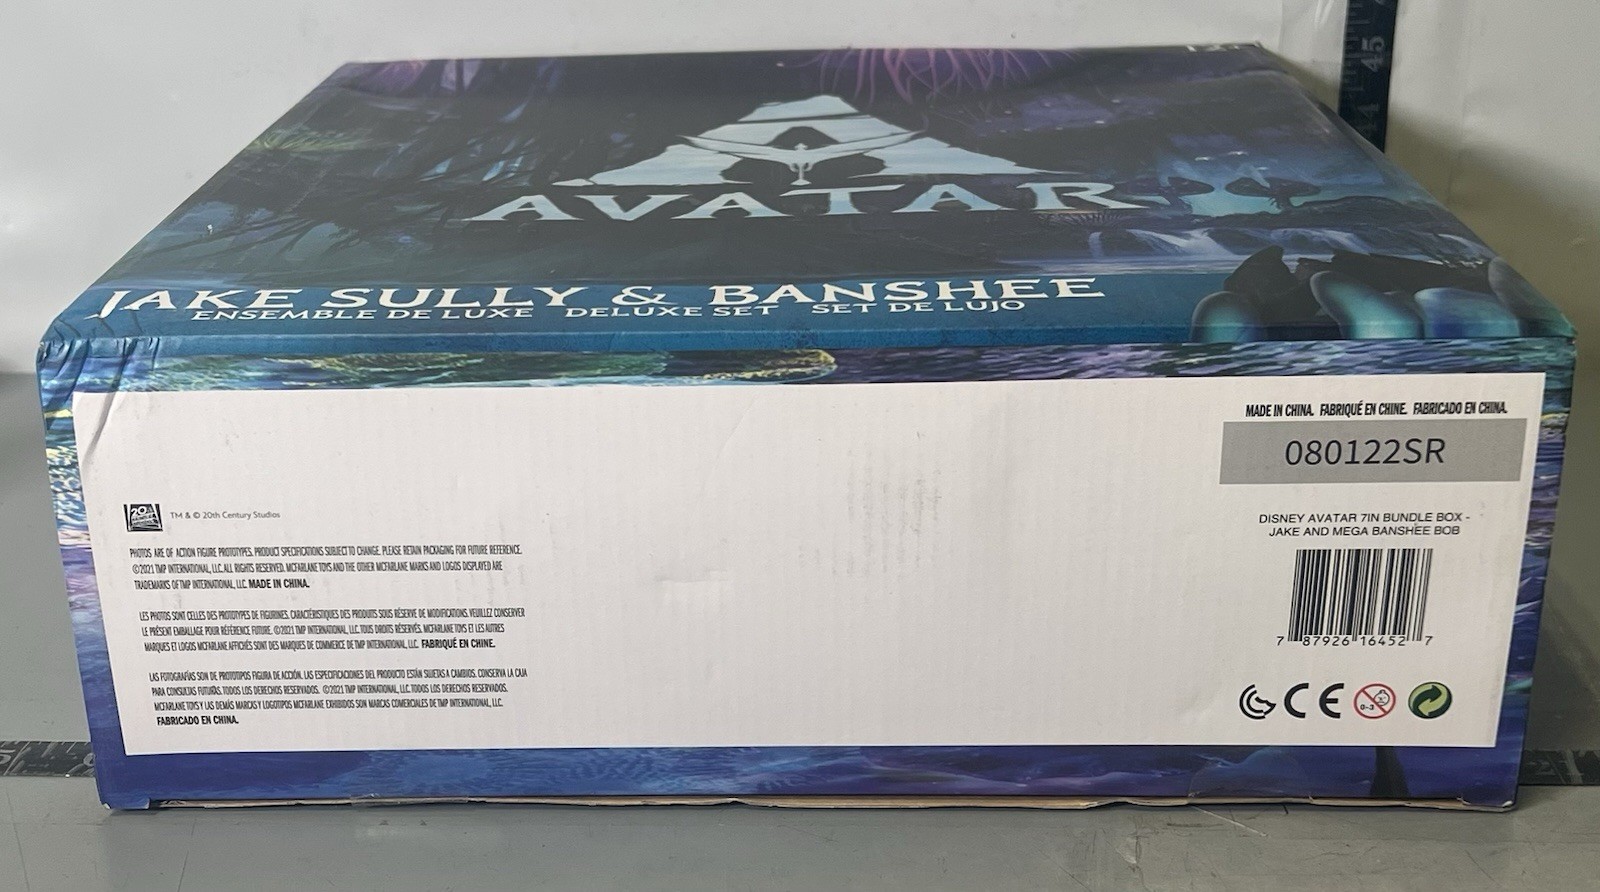 AVATAR
JAKE SULLY & BANSHEE
ENSEMBLE DE LUXE DELUXE SET SET DE LUJO
MADE IN CHINA. FABRIQUÉ EN CHINE. FABRICADO EN CHINA.
080122SR
DISNEY AVATAR 7IN BUNDLE BOX -
JAKE AND MEGA BANSHEE BOB
7 87926 16452 7
CE
0-3
20
TM & © 20th Century Studios
PHOTOS ARE OF ACTION FIGURE PROTOTYPES. PRODUCT SPECIFICATIONS SUBJECT TO CHANGE. PLEASE RETAIN PACKAGING FOR FUTURE REFERENCE.
©2021 TMP INTERNATIONAL, LLC. ALL RIGHTS RESERVED. MCFARLANE TOYS AND THE OTHER MCFARLANE MARKS AND LOGOS DISPLAYED ARE
TRADEMARKS OF TMP INTERNATIONAL, LLC. MADE IN CHINA.
LES PHOTOS SONT CELLES DES PROTOTYPES DE FIGURINES. CARACTÉRISTIQUES DES PRODUITS SOUS RÉSERVE DE MODIFICATIONS. VEUILLEZ CONSERVER
LE PRÉSENT EMBALLAGE POUR RÉFÉRENCE FUTURE. ©2021 TMP INTERNATIONAL, LLC. TOUS DROITS RÉSERVÉS. MCFARLANE TOYS ET LES AUTRES
MARQUES ET LOGOS MCFARLANE AFFICHÉS SONT DES MARQUES DE COMMERCE DE TMP INTERNATIONAL, LLC. FABRIQUÉ EN CHINE.
LAS FOTOGRAFÍAS SON DE PROTOTIPOS FIGURA DE ACCIÓN. LAS ESPECIFICACIONES DEL PRODUCTO ESTÁN SUJETAS A CAMBIOS. CONSERVA LA CAJA
PARA CONSULTAS FUTURAS. TODOS LOS DERECHOS RESERVADOS. ©2021 TMP INTERNATIONAL, LLC. TODOS LOS DERECHOS RESERVADOS.
MCFARLANE TOYS Y LAS DEMÁS MARCAS Y LOGOTIPOS MCFARLANE EXHIBIDOS SON MARCAS COMERCIALES DE TMP INTERNATIONAL, LLC.
FABRICADO EN CHINA.
45